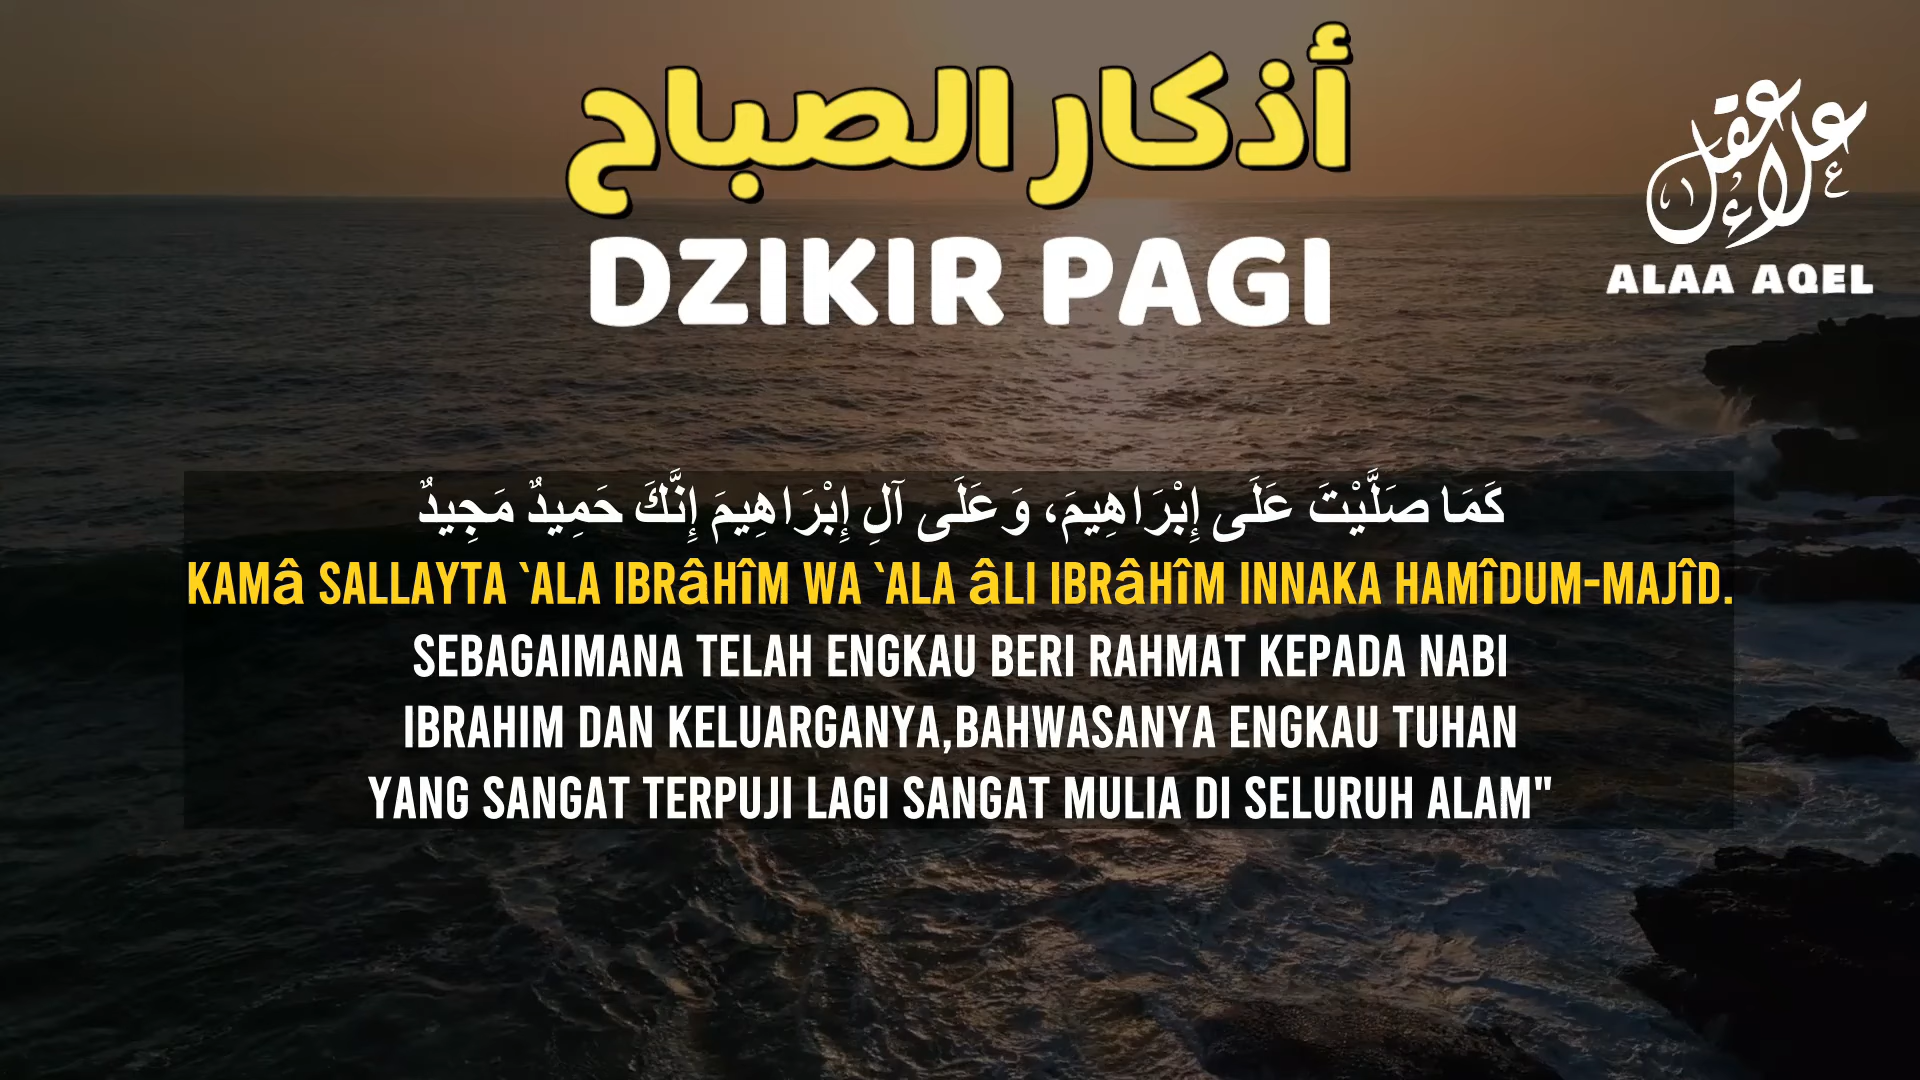 أذكار الصباح
DZIKIR PAGI
علاء عقل
ALAA AQEL
كَمَا صَلَّيْتَ عَلَى إِبْرَاهِيمَ، وَعَلَى آلِ إِبْرَاهِيمَ إِنَّكَ حَمِيدٌ مَجِيدٌ
KAMâ SALLAYTA `ALA IBRâHîM WA `ALA âLI IBRâHîM INNAKA HAMîDUM-MAJîD.
SEBAGAIMANA TELAH ENGKAU BERI RAHMAT KEPADA NABI
IBRAHIM DAN KELUARGANYA,BAHWASANYA ENGKAU TUHAN
YANG SANGAT TERPUJI LAGI SANGAT MULIA DI SELURUH ALAM"